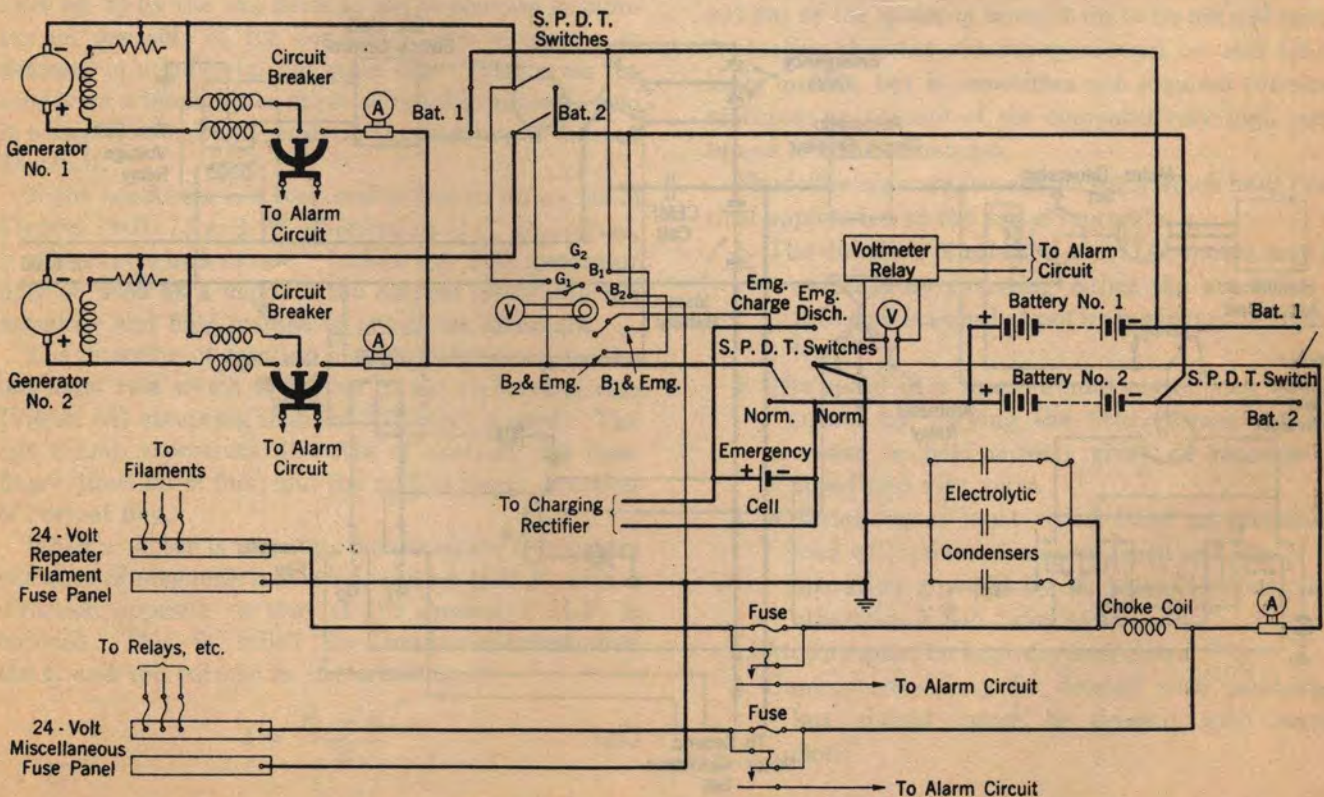 S. P. D. T.
Switches
Circuit
Breaker
-
+
A
Bat. 1
Bat. 2
Generator
No. 1
To Alarm
Circuit
G2
G1
B1
B2
V
B2 & Emg.
B1 & Emg.
-
+
Circuit
Breaker
A
Generator
No. 2
To Alarm
Circuit
Voltmeter
Relay
To Alarm
Circuit
V
Emg.
Charge
Emg.
Disch.
S. P. D. T. Switches
Norm.
Norm.
Battery No. 1
+
-
Bat. 1
Battery No. 2
+
-
S. P. D. T. Switch
Bat. 2
Emergency
+
-
Cell
To Charging
Rectifier
Electrolytic
Condensers
To
Filaments
24 - Volt
Repeater
Filament
Fuse Panel
Fuse
Choke Coil
A
To Alarm Circuit
To Relays, etc.
24 - Volt
Miscellaneous
Fuse Panel
Fuse
To Alarm Circuit